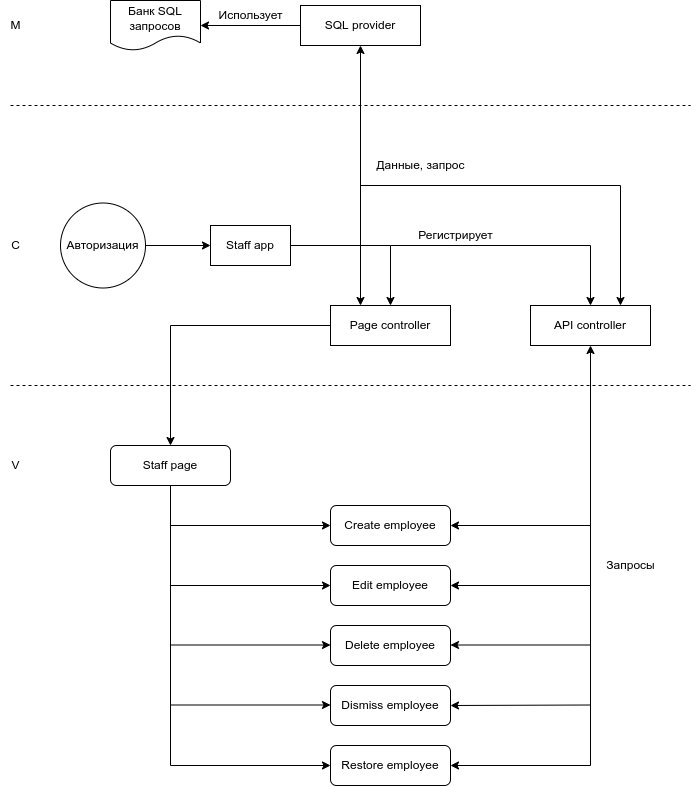 M
Банк SQL
запросов
Использует
SQL provider
Данные, запрос
C
Авторизация
Staff app
Регистрирует
Page controller
API controller
V
Staff page
Create employee
Edit employee
Запросы
Delete employee
Dismiss employee
Restore employee